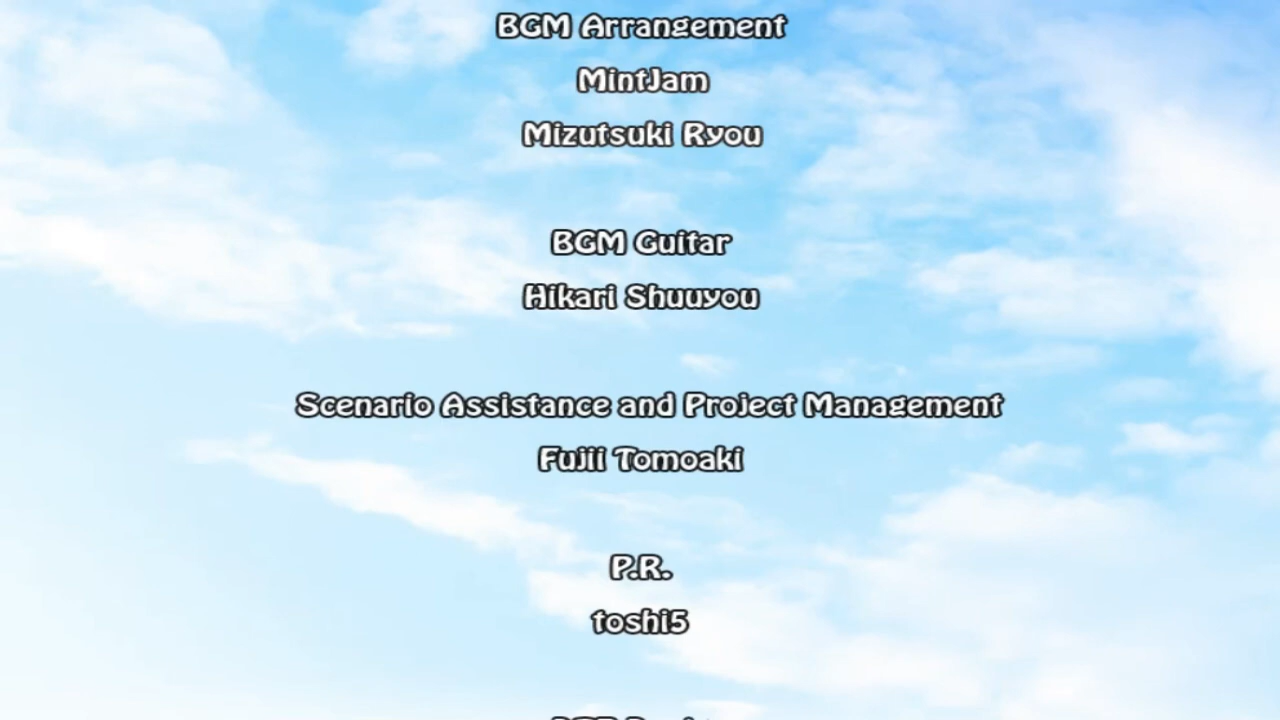 BGM Arrangement
MintJam
Mizutsuki Ryou
BGM Guitar
Hikari Shuuyou
Scenario Assistance and Project Management
Fujii Tomoaki
P.R.
toshi5